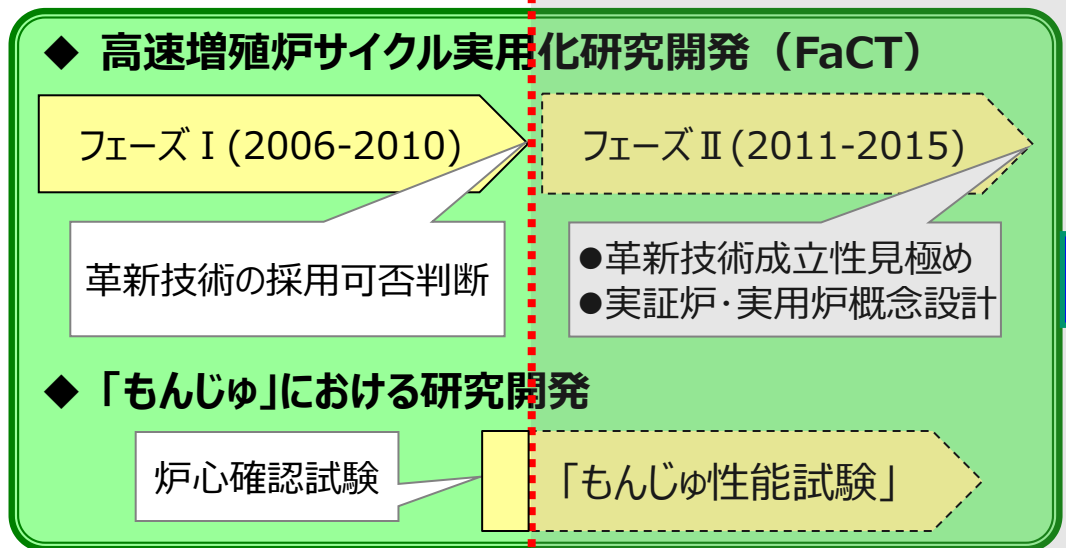 ◆ 高速増殖炉サイクル実用化研究開発（FaCT）
フェーズⅠ(2006-2010)
フェーズⅡ(2011-2015)
革新技術の採用可否判断
●革新技術成立性見極め
●実証炉・実用炉概念設計
◆ 「もんじゅ」における研究開発
炉心確認試験
「もんじゅ性能試験」